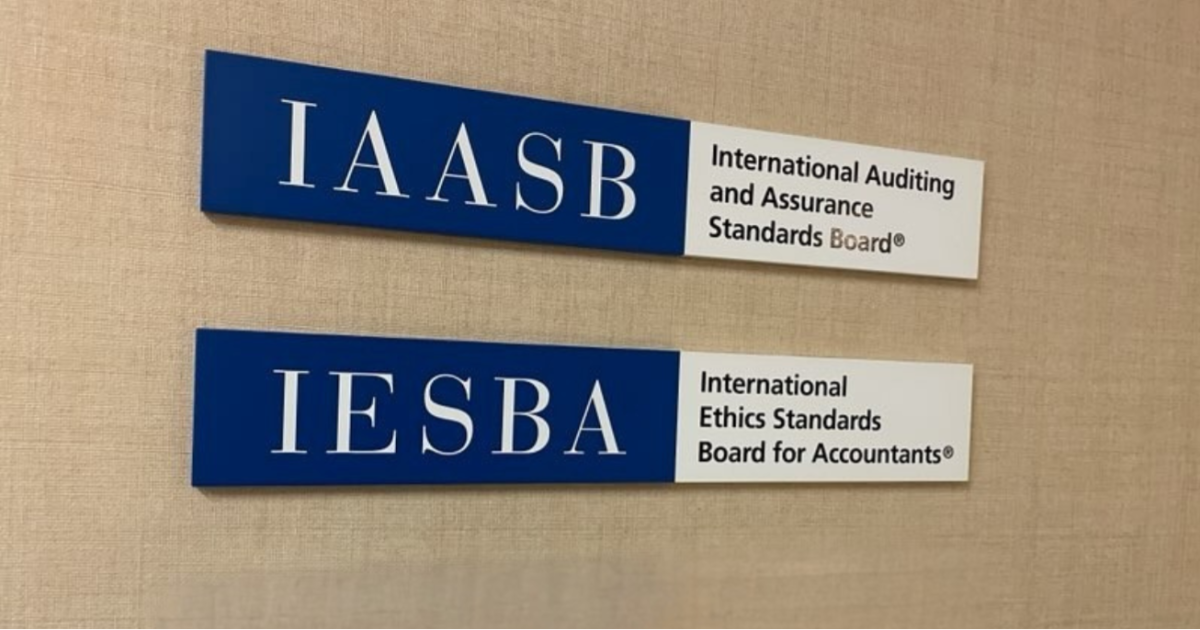 IAASB
International Auditing
and Assurance
Standards Board®
IESBA
International
Ethics Standards
Board for Accountants®